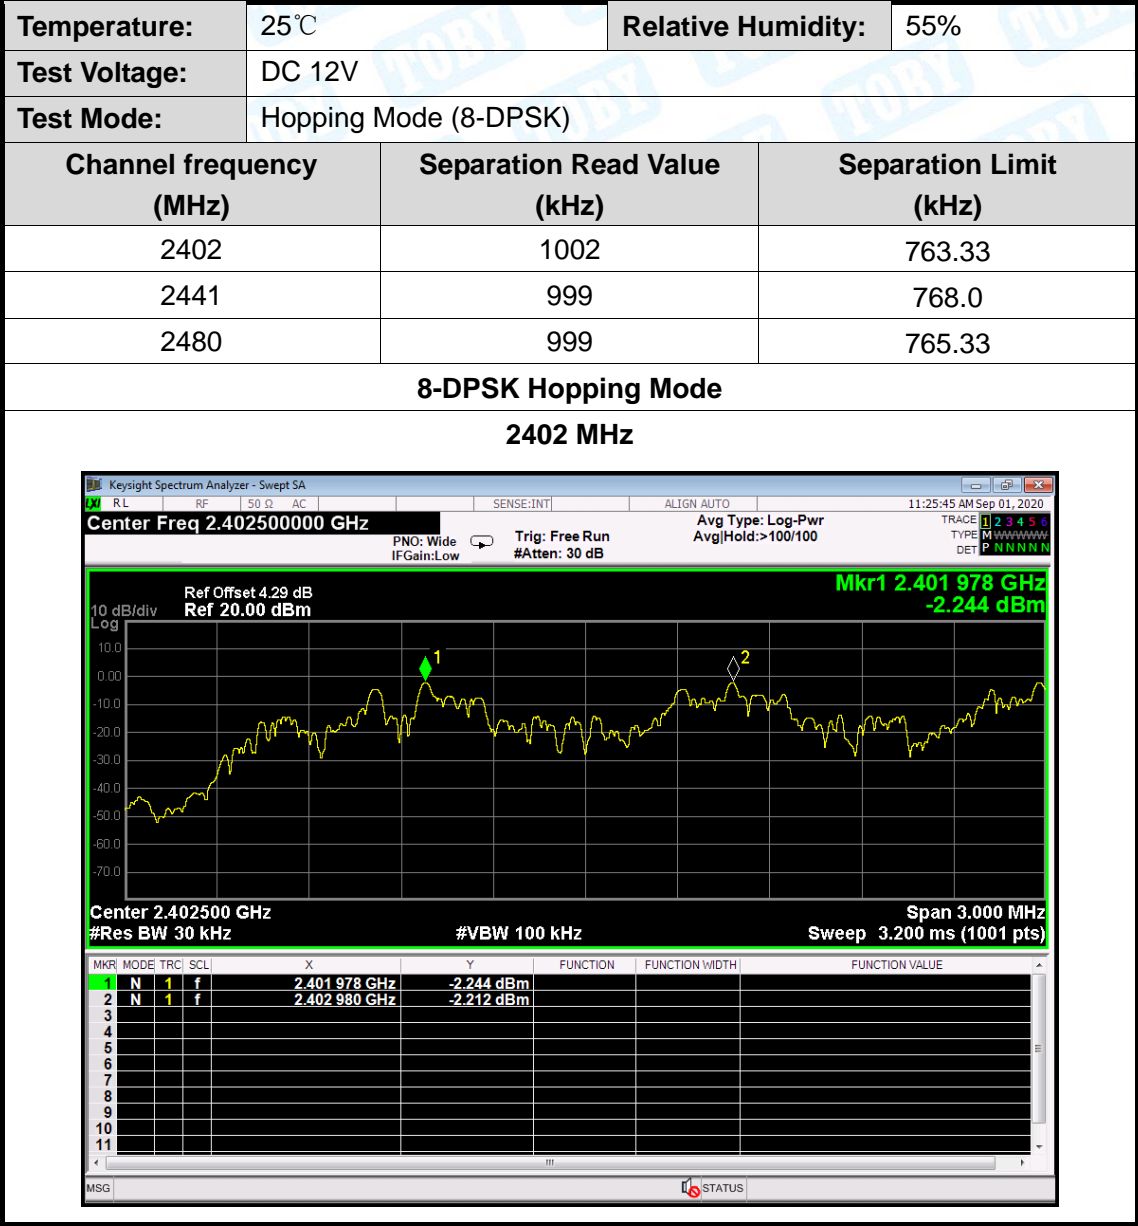 Temperature: 25℃ Relative Humidity: 55%
Test Voltage: DC 12V
Test Mode: Hopping Mode (8-DPSK)
Channel frequency (MHz) Separation Read Value (kHz) Separation Limit (kHz)
2402 1002 763.33
2441 999 768.0
2480 999 765.33
8-DPSK Hopping Mode
2402 MHz
Keysight Spectrum Analyzer - Swept SA
LXI RL RF 50 Ω AC SENSE:INT ALIGN AUTO 11:25:45 AM Sep 01, 2020
Center Freq 2.402500000 GHz
PNO: Wide
IFGain:Low
Trig: Free Run
#Atten: 30 dB
Avg Type: Log-Pwr
Avg|Hold:>100/100
TRACE 1 2 3 4 5 6
TYPE M W W W W W
DET P N N N N N
Mkr1 2.401 978 GHz
-2.244 dBm
Ref Offset 4.29 dB
10 dB/div Ref 20.00 dBm
Log
10.0
0.00
-10.0
-20.0
-30.0
-40.0
-50.0
-60.0
-70.0
1
2
Center 2.402500 GHz Span 3.000 MHz
#Res BW 30 kHz #VBW 100 kHz Sweep 3.200 ms (1001 pts)
MKR MODE TRC SCL X Y FUNCTION FUNCTION WIDTH FUNCTION VALUE
1 N 1 f 2.401 978 GHz -2.244 dBm
2 N 1 f 2.402 980 GHz -2.212 dBm
3
4
5
6
7
8
9
10
11
MSG STATUS
TOBY
TOBY
TOBY
TOBY
TOBY